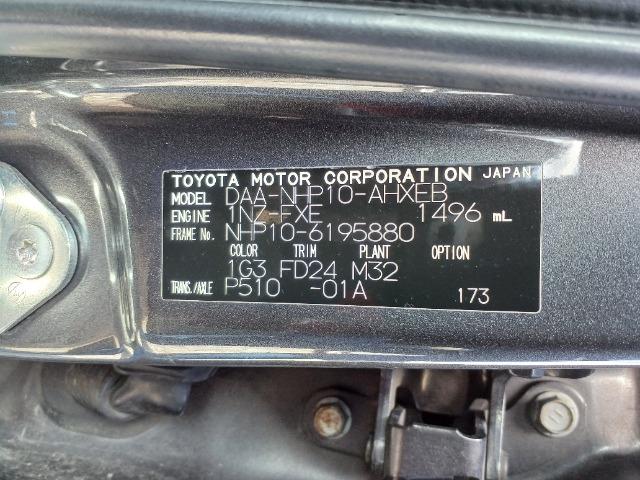 TOYOTA MOTOR CORPORATION JAPAN
MODEL DAA-NHP10-AHXEB
ENGINE 1NZ-FXE 1496 mL
FRAME No. NHP10-6195880
COLOR TRIM PLANT OPTION
1G3 FD24 M32
TRANS./AXLE P510 -01A 173